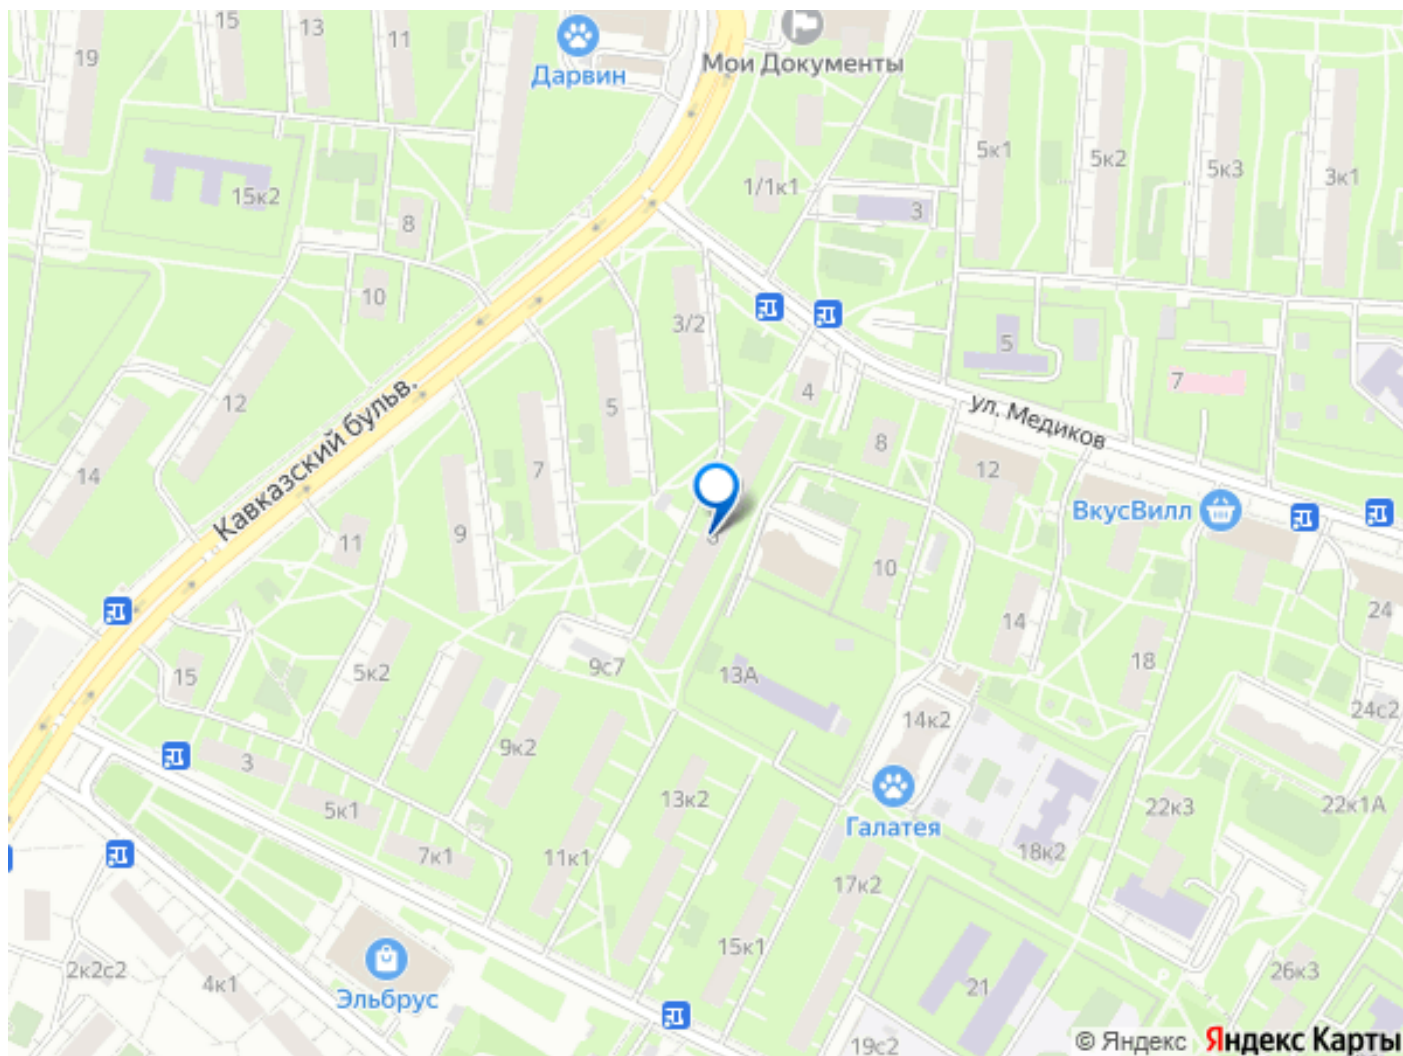 15
13
11
19
Дарвин
Мои Документы
5к1
5к2
5к3
3к1
1/1к1
3
15к2
8
10
3/2
5
7
4
ул. Медиков
12
5
8
12
Кавказский бульв.
14
7
9
11
ВкусВилл
10
14
24
9с7
13А
18
15
5к2
14к2
24с2
9к2
3
13к2
5к1
22к3
22к1А
Галатея
7к1
11к1
18к2
17к2
15к1
2к2с2
4к1
Эльбрус
21
26к3
19с2
© Яндекс Яндекс Карты